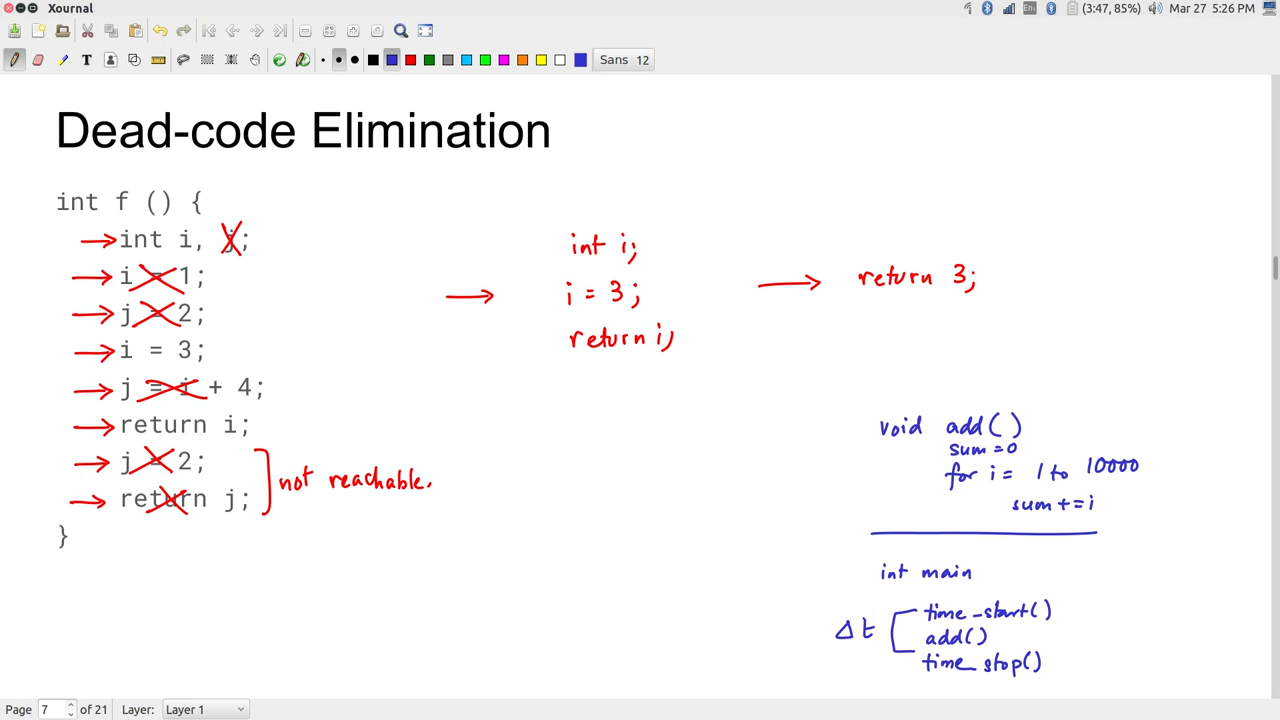 Xournal
En
(3:47, 85%)
Mar 27 5:26 PM
Sans 12
Dead-code Elimination
int f () {
int i, j;
i = 1;
j = 2;
i = 3;
j = i + 4;
return i;
j = 2;
return j;
}
not reachable.
int i;
i = 3;
return i;
return 3;
void add()
sum = 0
for i = 1 to 10000
sum += i
int main
Δt
time_start()
add()
time_stop()
Page 7 of 21 Layer: Layer 1